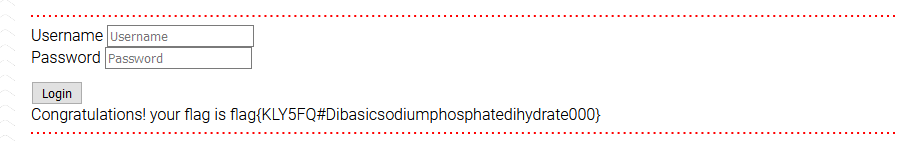 Username Username
Password Password
Login
Congratulations! your flag is flag{KLY5FQ#Dibasicsodiumphosphatedihydrate000}